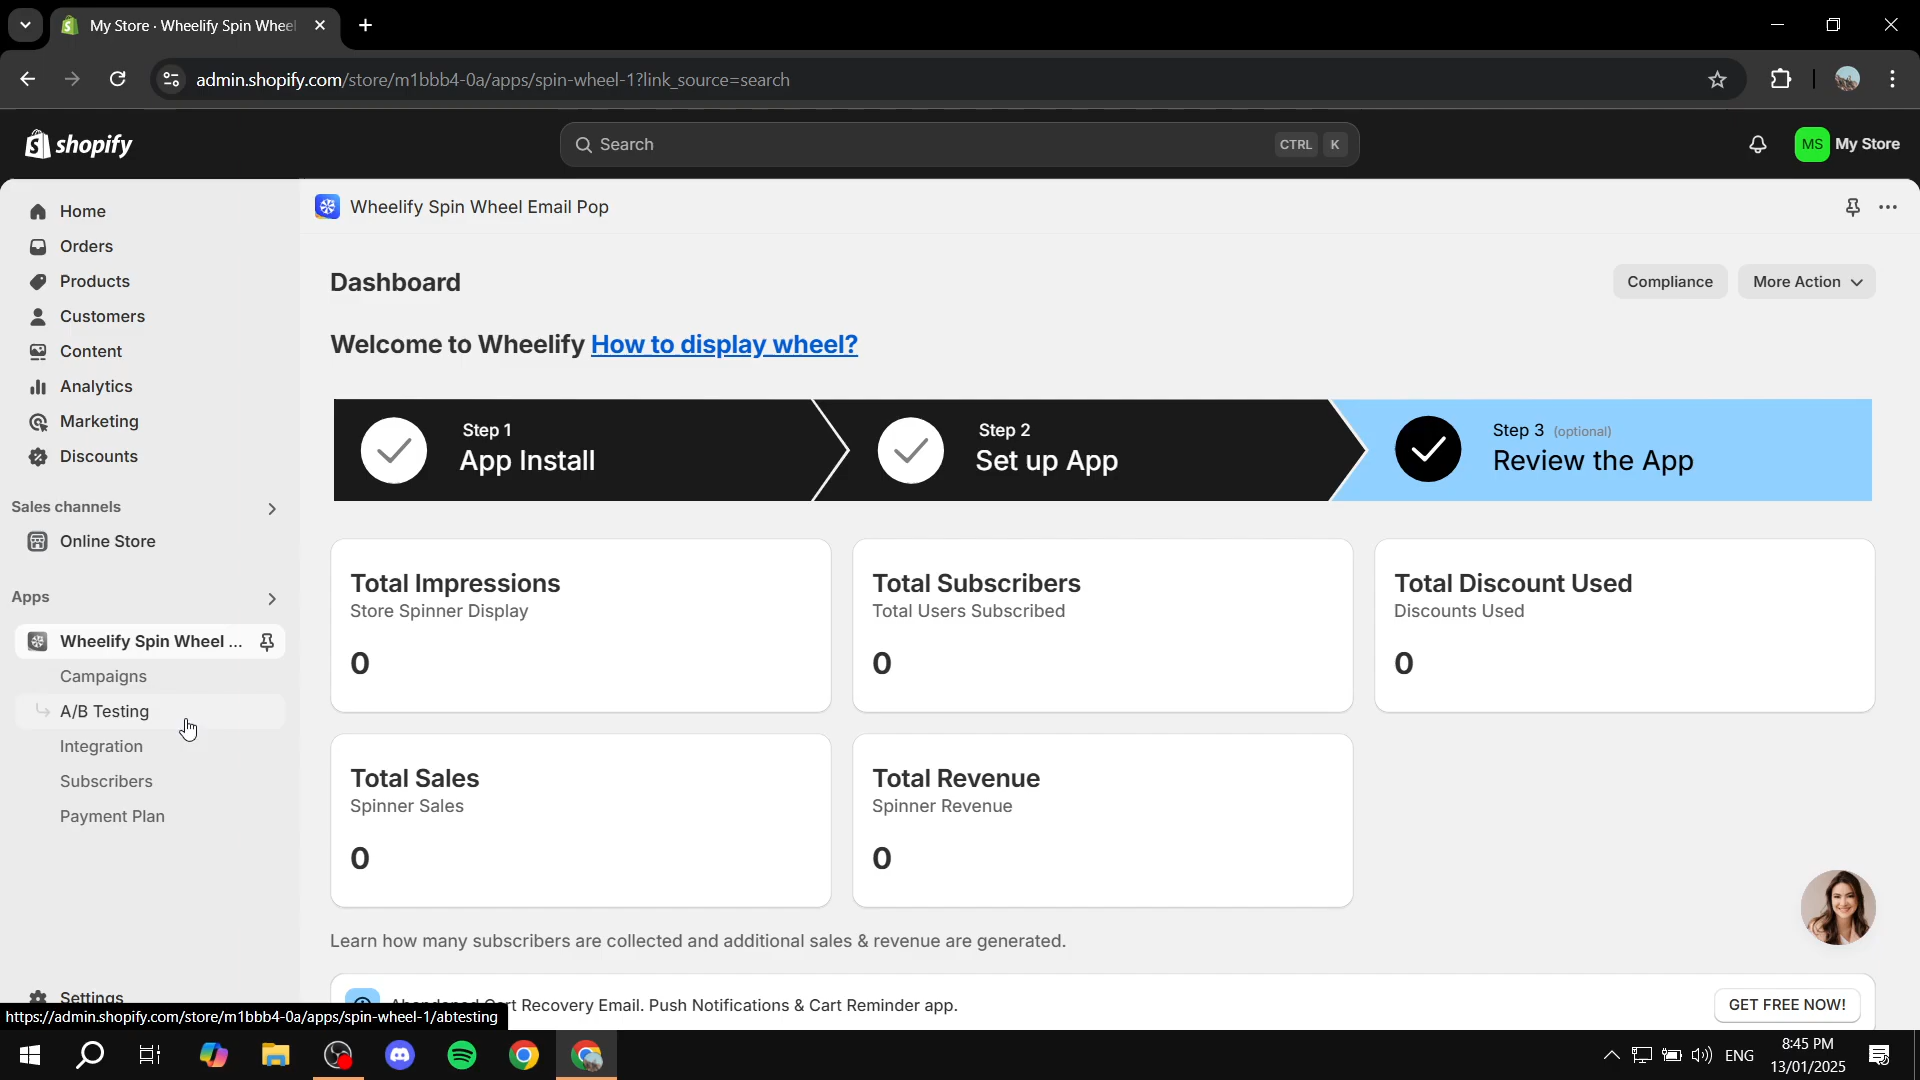 My Store · Wheelify Spin Wheel
admin.shopify.com/store/m1bbb4-0a/apps/spin-wheel-1?link_source=search
shopify
Search
CTRL K
MS
My Store
Home
Orders
Products
Customers
Content
Analytics
Marketing
Discounts
Sales channels
Online Store
Apps
Wheelify Spin Wheel ...
Campaigns
A/B Testing
Integration
Subscribers
Payment Plan
Settings
https://admin.shopify.com/store/m1bbb4-0a/apps/spin-wheel-1/abtesting
Wheelify Spin Wheel Email Pop
Dashboard
Compliance
More Action
Welcome to Wheelify How to display wheel?
Step 1
App Install
Step 2
Set up App
Step 3 (optional)
Review the App
Total Impressions
Store Spinner Display
0
Total Subscribers
Total Users Subscribed
0
Total Discount Used
Discounts Used
0
Total Sales
Spinner Sales
0
Total Revenue
Spinner Revenue
0
Learn how many subscribers are collected and additional sales & revenue are generated.
Abandoned Cart Recovery Email. Push Notifications & Cart Reminder app.
GET FREE NOW!
ENG
8:45 PM
13/01/2025